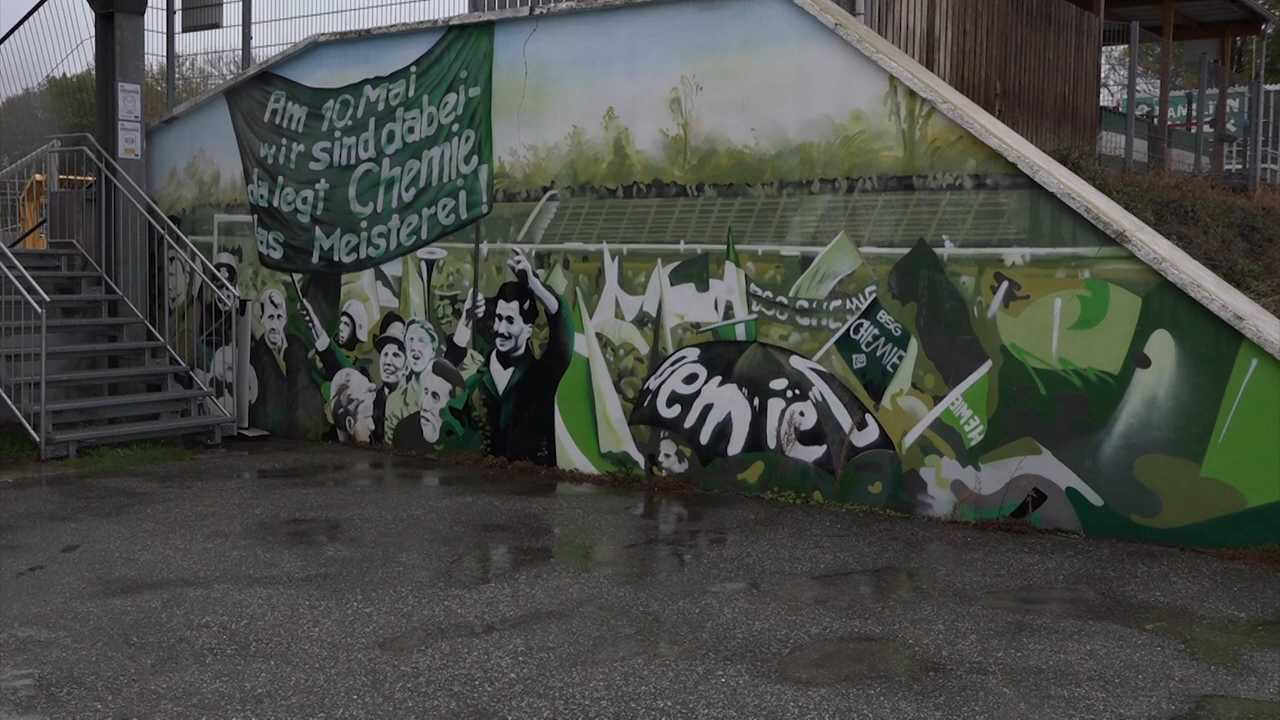 Am 10. Mai
wir sind dabei-
da legt Chemie
das Meisterei!
BSG CHEMIE
BSG
CHEMIE
Chemie
CHEMIE